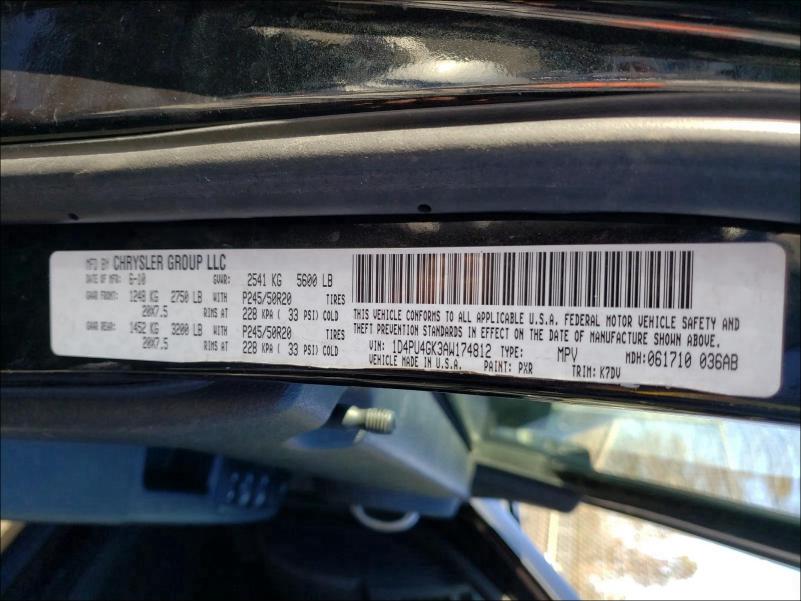 MFD BY CHRYSLER GROUP LLC
DATE OF MFR: 6-10 GVWR: 2541 KG 5600 LB
GAWR FRONT: 1248 KG 2750 LB WITH P245/50R20 TIRES
20X7.5 RIMS AT 228 KPA ( 33 PSI) COLD
GAWR REAR: 1452 KG 3200 LB WITH P245/50R20 TIRES
20X7.5 RIMS AT 228 KPA ( 33 PSI) COLD
THIS VEHICLE CONFORMS TO ALL APPLICABLE U.S.A. FEDERAL MOTOR VEHICLE SAFETY AND
THEFT PREVENTION STANDARDS IN EFFECT ON THE DATE OF MANUFACTURE SHOWN ABOVE.
VIN: 1D4PU4GK3AW174812 TYPE: MPV MDH: 061710 036AB
VEHICLE MADE IN U.S.A. PAINT: PXR TRIM: K7DV